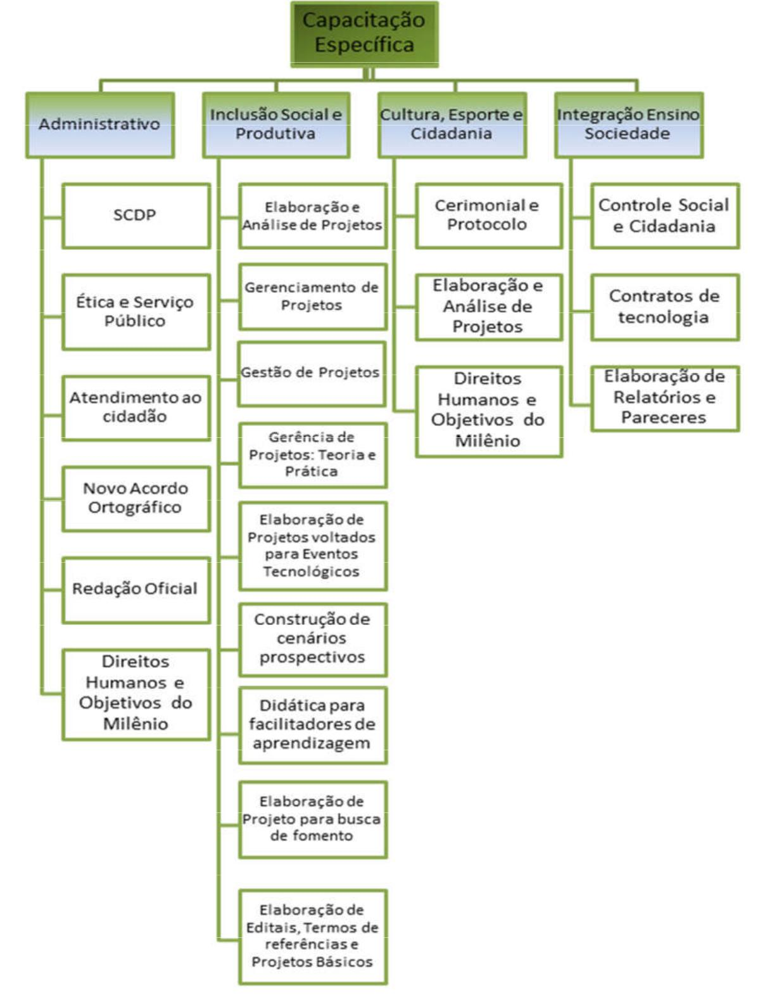 Capacitação
Específica
Administrativo
Inclusão Social e
Produtiva
Cultura, Esporte e
Cidadania
Integração Ensino
Sociedade
SCDP
Ética e Serviço
Público
Atendimento ao
cidadão
Novo Acordo
Ortográfico
Redação Oficial
Direitos
Humanos e
Objetivos do
Milênio
Elaboração e
Análise de Projetos
Gerenciamento de
Projetos
Gestão de Projetos
Gerência de
Projetos: Teoria e
Prática
Elaboração de
Projetos voltados
para Eventos
Tecnológicos
Construção de
cenários
prospectivos
Didática para
facilitadores de
aprendizagem
Elaboração de
Projeto para busca
de fomento
Elaboração de
Editais, Termos de
referências e
Projetos Básicos
Cerimonial e
Protocolo
Elaboração e
Análise de
Projetos
Direitos
Humanos e
Objetivos do
Milênio
Controle Social
e Cidadania
Contratos de
tecnologia
Elaboração de
Relatórios e
Pareceres